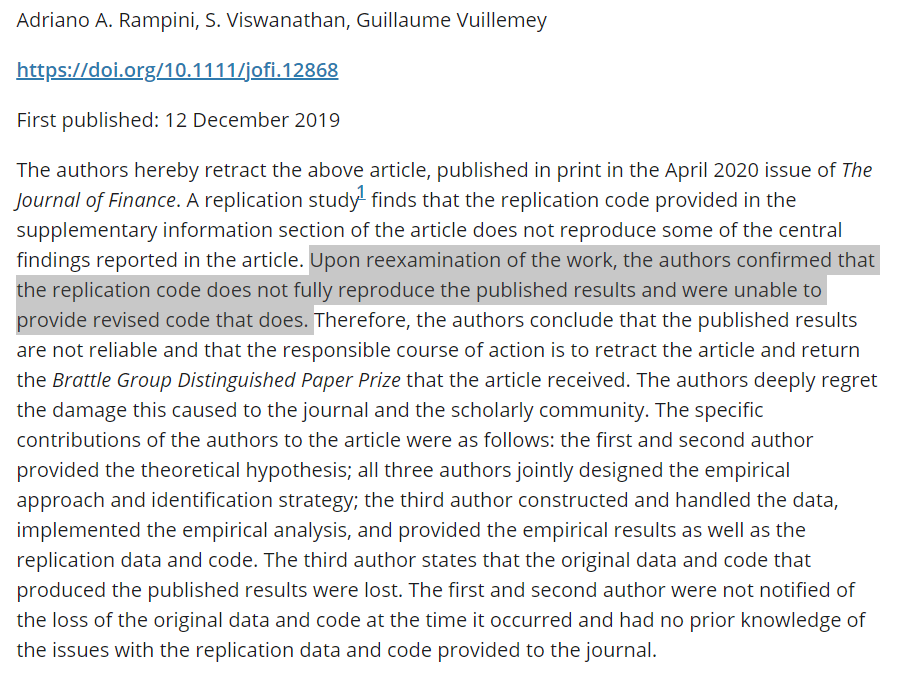 Adriano A. Rampini, S. Viswanathan, Guillaume Vuillemey
https://doi.org/10.1111/jofi.12868
First published: 12 December 2019
The authors hereby retract the above article, published in print in the April 2020 issue of The
Journal of Finance. A replication study1 finds that the replication code provided in the
supplementary information section of the article does not reproduce some of the central
findings reported in the article. Upon reexamination of the work, the authors confirmed that
the replication code does not fully reproduce the published results and were unable to
provide revised code that does. Therefore, the authors conclude that the published results
are not reliable and that the responsible course of action is to retract the article and return
the Brattle Group Distinguished Paper Prize that the article received. The authors deeply regret
the damage this caused to the journal and the scholarly community. The specific
contributions of the authors to the article were as follows: the first and second author
provided the theoretical hypothesis; all three authors jointly designed the empirical
approach and identification strategy; the third author constructed and handled the data,
implemented the empirical analysis, and provided the empirical results as well as the
replication data and code. The third author states that the original data and code that
produced the published results were lost. The first and second author were not notified of
the loss of the original data and code at the time it occurred and had no prior knowledge of
the issues with the replication data and code provided to the journal.